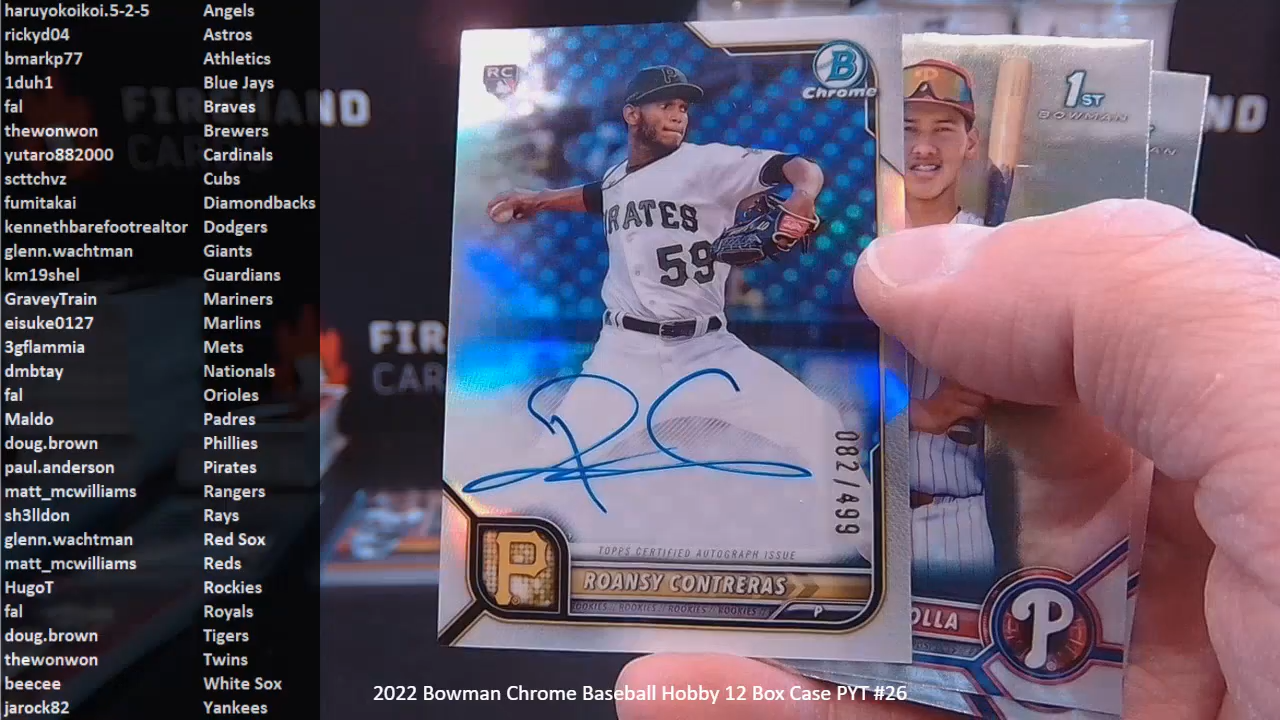 haruyokoikoi.5-2-5 Angels
rickyd04 Astros
bmarkp77 Athletics
1duh1 Blue Jays
fal Braves
thewonwon Brewers
yutaro882000 Cardinals
scttchvz Cubs
fumitakai Diamondbacks
kennethbarefootrealtor Dodgers
glenn.wachtman Giants
km19shel Guardians
GraveyTrain Mariners
eisuke0127 Marlins
3gflammia Mets
dmbtay Nationals
fal Orioles
Maldo Padres
doug.brown Phillies
paul.anderson Pirates
matt_mcwilliams Rangers
sh3lldon Rays
glenn.wachtman Red Sox
matt_mcwilliams Reds
HugoT Rockies
fal Royals
doug.brown Tigers
thewonwon Twins
beecee White Sox
jarock82 Yankees
RC
B
Chrome
P
RATES
59
082/499
TOPPS CERTIFIED AUTOGRAPH ISSUE
P
ROANSY CONTRERAS
ROOKIES // ROOKIES // ROOKIES // ROOKIES
P
1ST
BOWMAN
OLLA
P
2022 Bowman Chrome Baseball Hobby 12 Box Case PYT #26